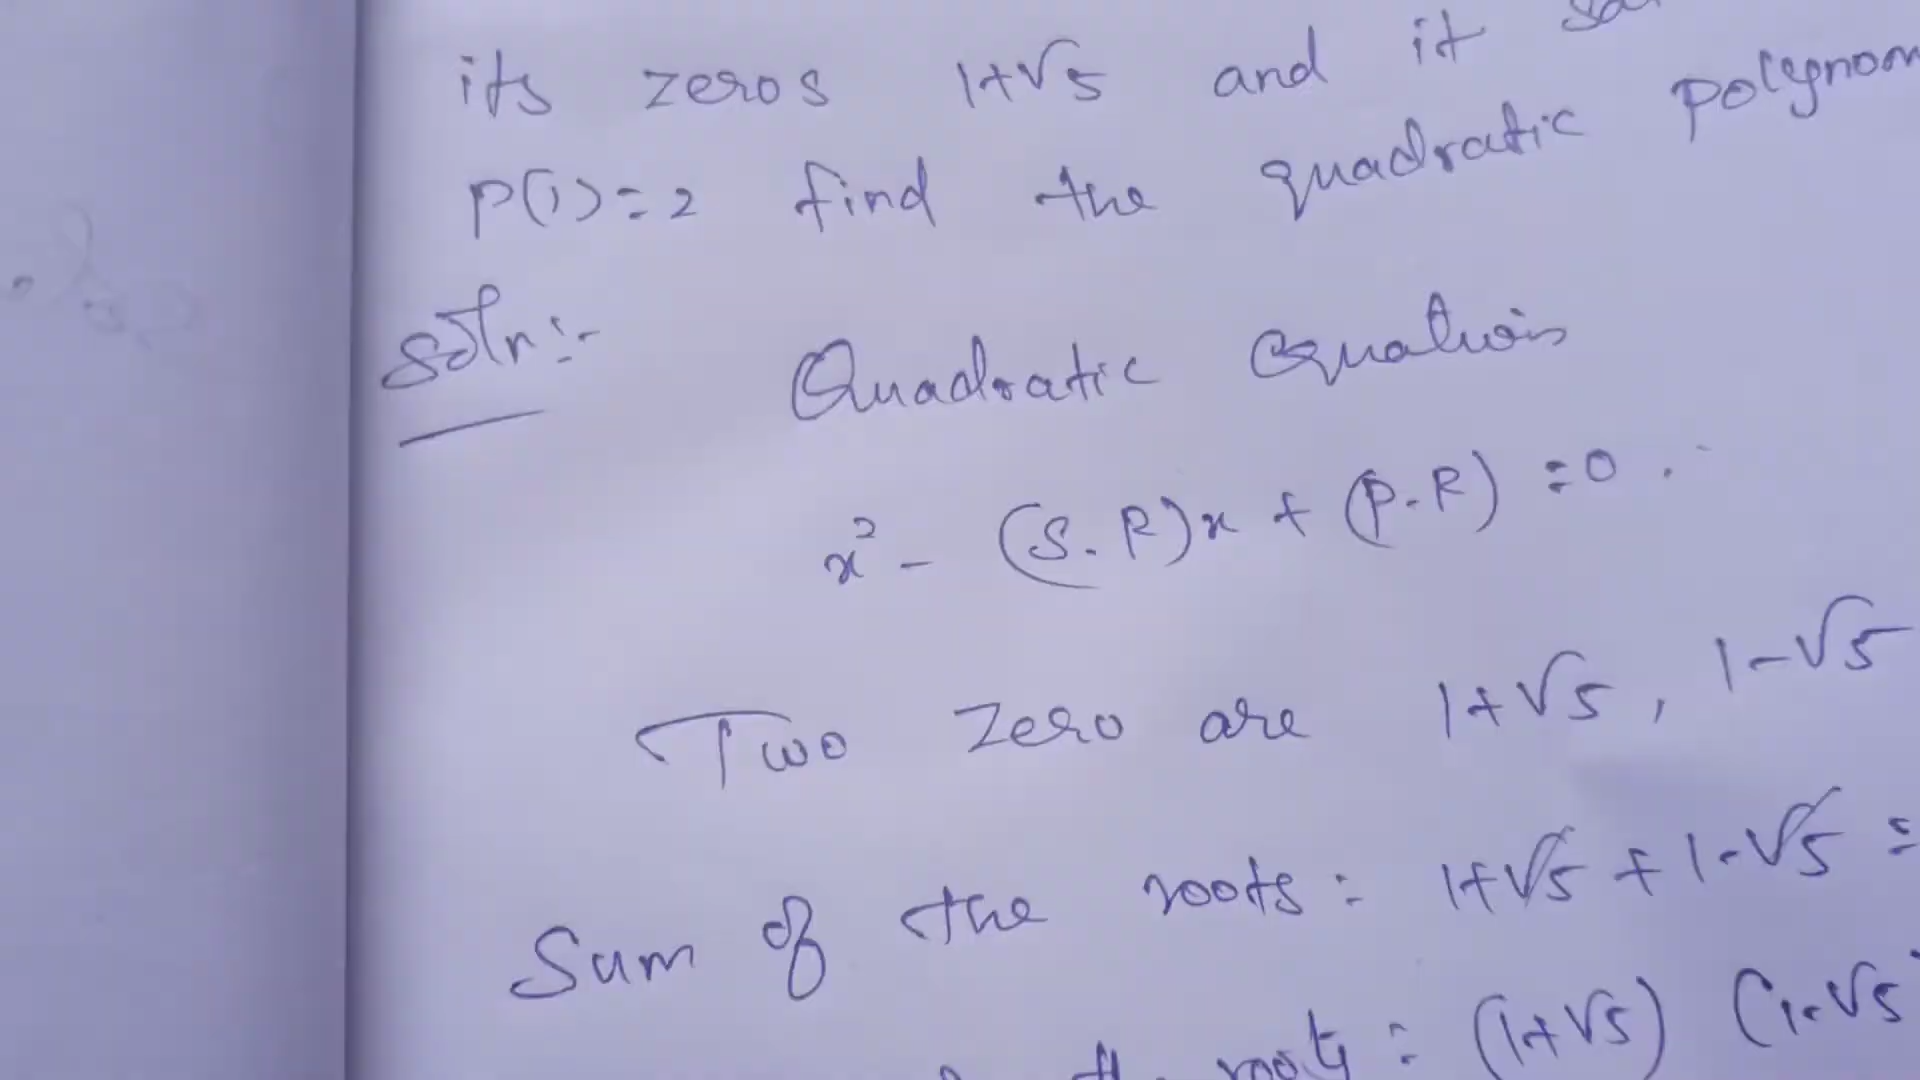 its zeros 1+√5 and it
P(1)=2 find the quadratic
Soln:-
Quadratic Equation
x² - (S.R)x + (P.R) =0.
Two Zero are 1+√5, 1-√5
Sum of the roots = 1+√5 + 1-√5 =
roots = (1+√5) (1-√5